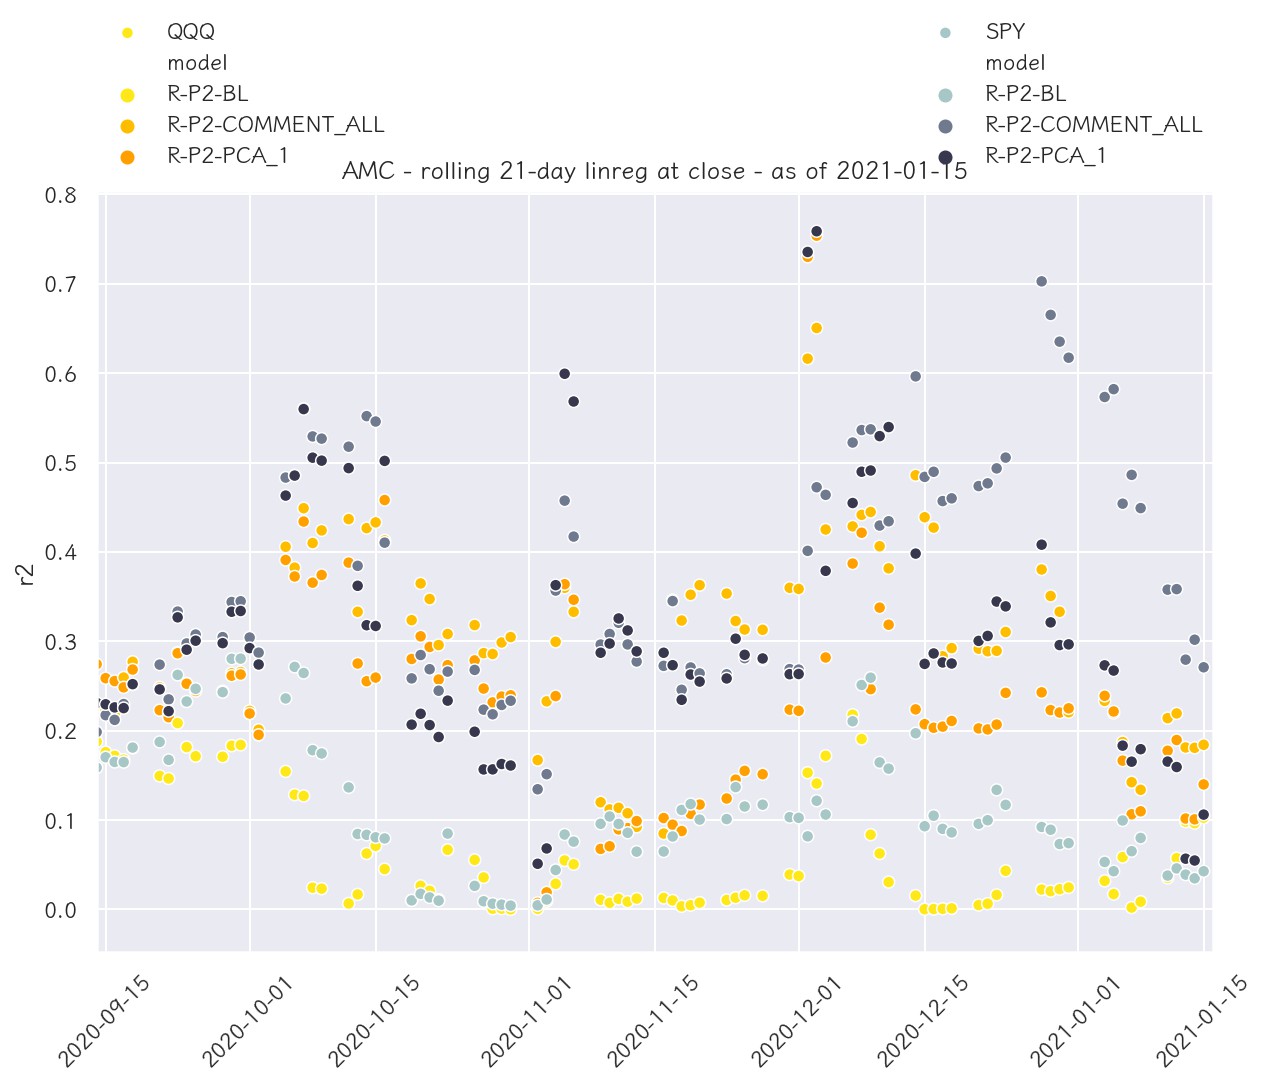 QQQ
model
R-P2-BL
R-P2-COMMENT_ALL
R-P2-PCA_1
SPY
model
R-P2-BL
R-P2-COMMENT_ALL
R-P2-PCA_1
AMC - rolling 21-day linreg at close - as of 2021-01-15
0.8
0.7
0.6
0.5
0.4
0.3
0.2
0.1
0.0
r2
2020-09-15
2020-10-01
2020-10-15
2020-11-01
2020-11-15
2020-12-01
2020-12-15
2021-01-01
2021-01-15